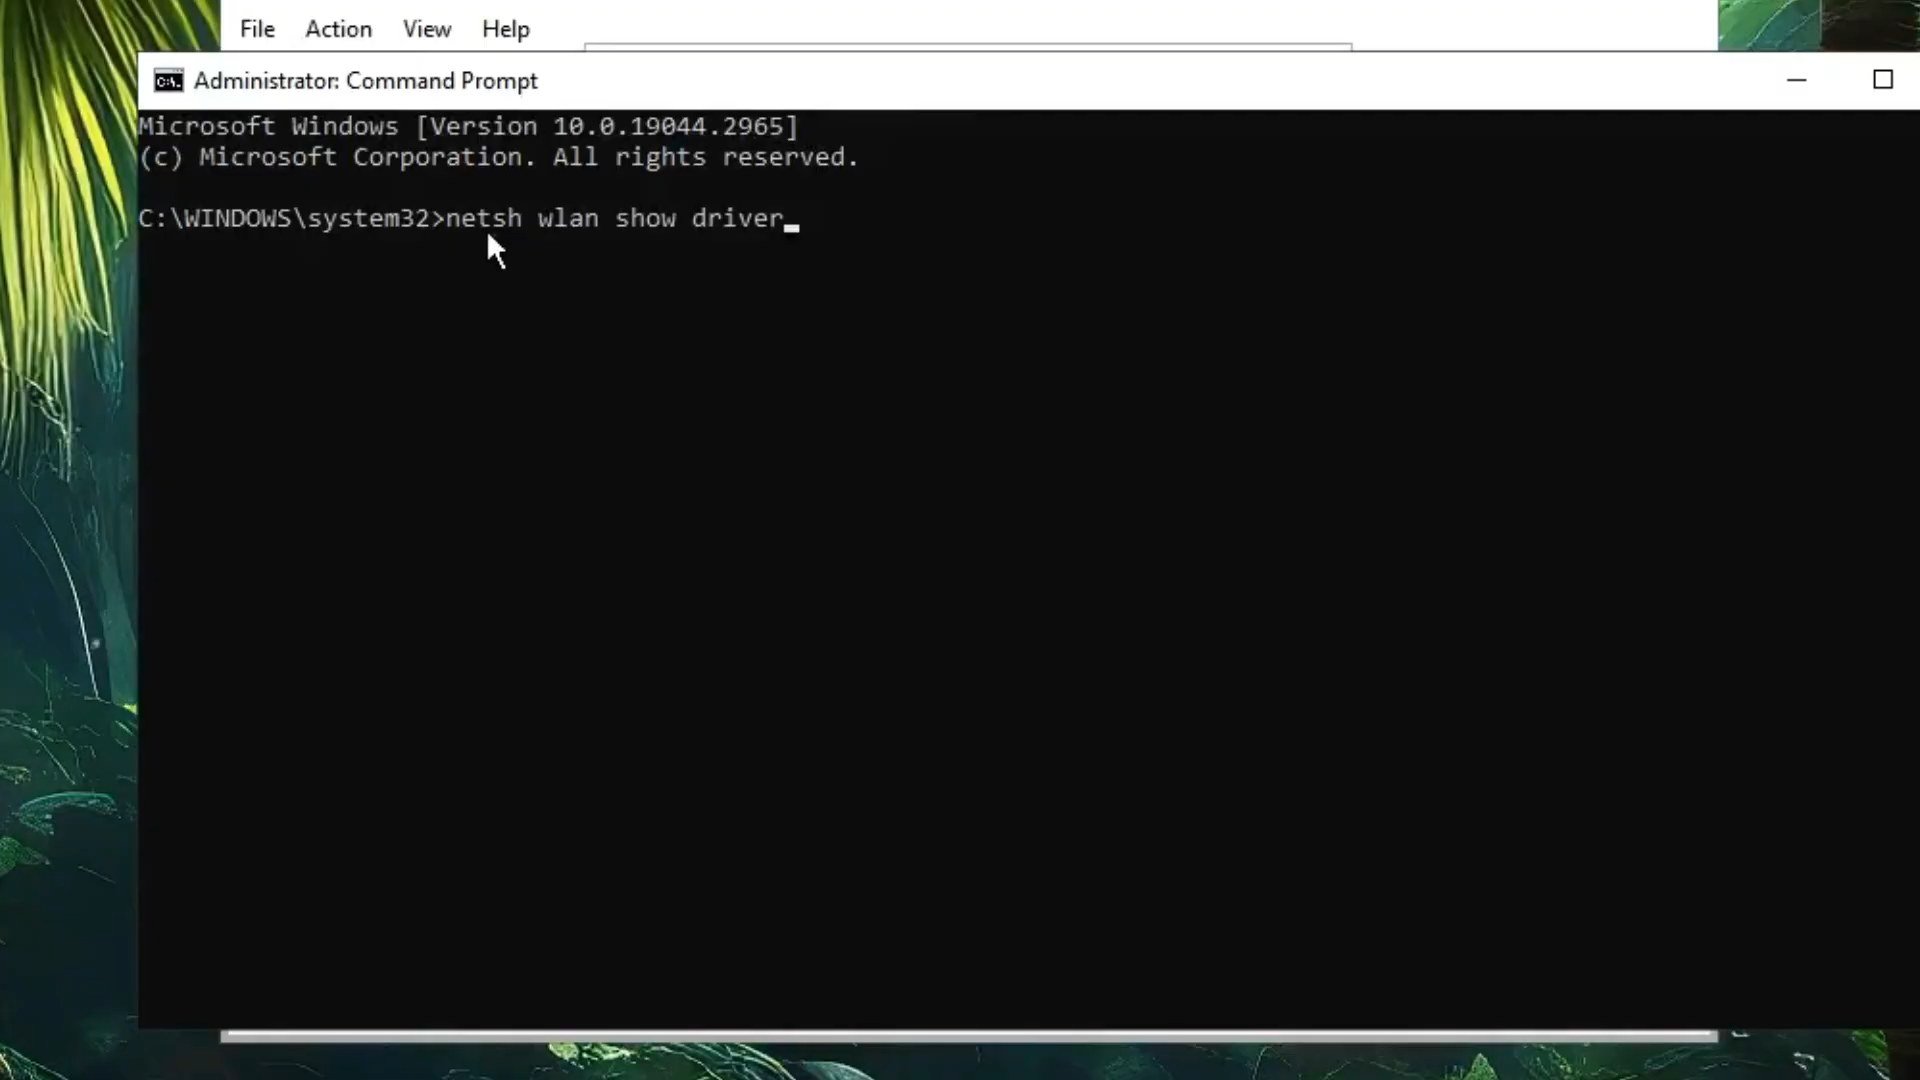 File Action View Help
Administrator: Command Prompt
Microsoft Windows [Version 10.0.19044.2965]
(c) Microsoft Corporation. All rights reserved.
C:\WINDOWS\system32>netsh wlan show driver